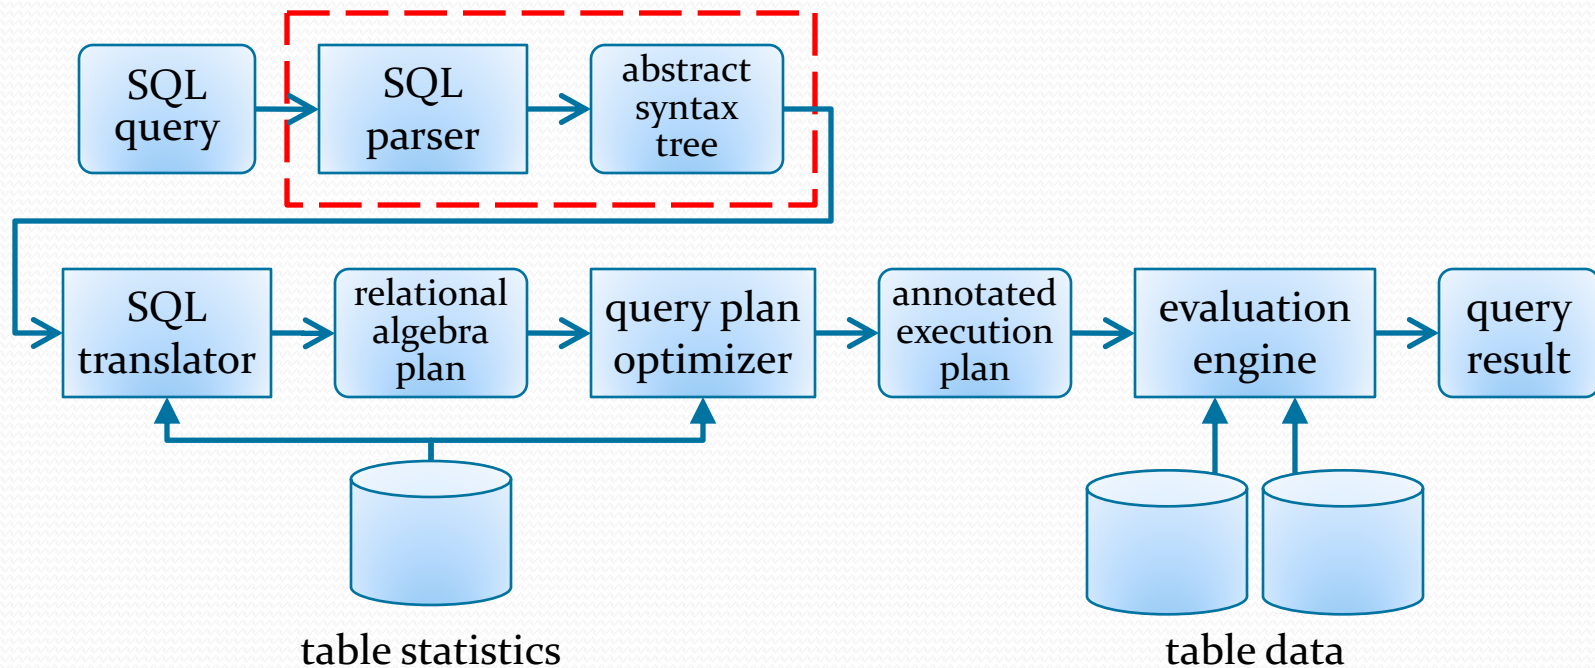 SQL
query
SQL
parser
abstract
syntax
tree
SQL
translator
relational
algebra
plan
query plan
optimizer
annotated
execution
plan
evaluation
engine
query
result
table statistics
table data